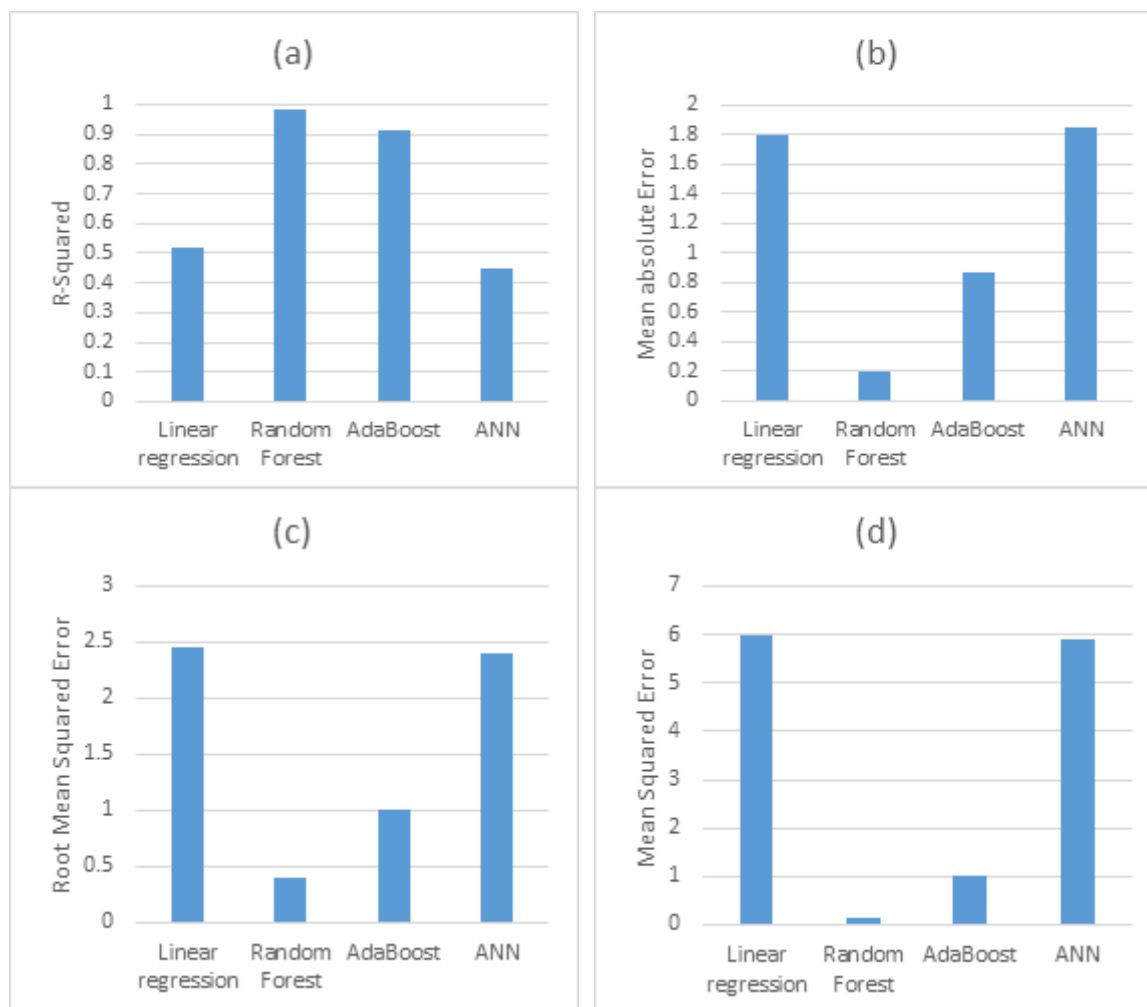 (a)
R-Squared
1
0.9
0.8
0.7
0.6
0.5
0.4
0.3
0.2
0.1
0
Linear regression
Random Forest
AdaBoost
ANN
(b)
Mean absolute Error
2
1.8
1.6
1.4
1.2
1
0.8
0.6
0.4
0.2
0
Linear regression
Random Forest
AdaBoost
ANN
(c)
Root Mean Squared Error
3
2.5
2
1.5
1
0.5
0
Linear regression
Random Forest
AdaBoost
ANN
(d)
Mean Squared Error
7
6
5
4
3
2
1
0
Linear regression
Random Forest
AdaBoost
ANN